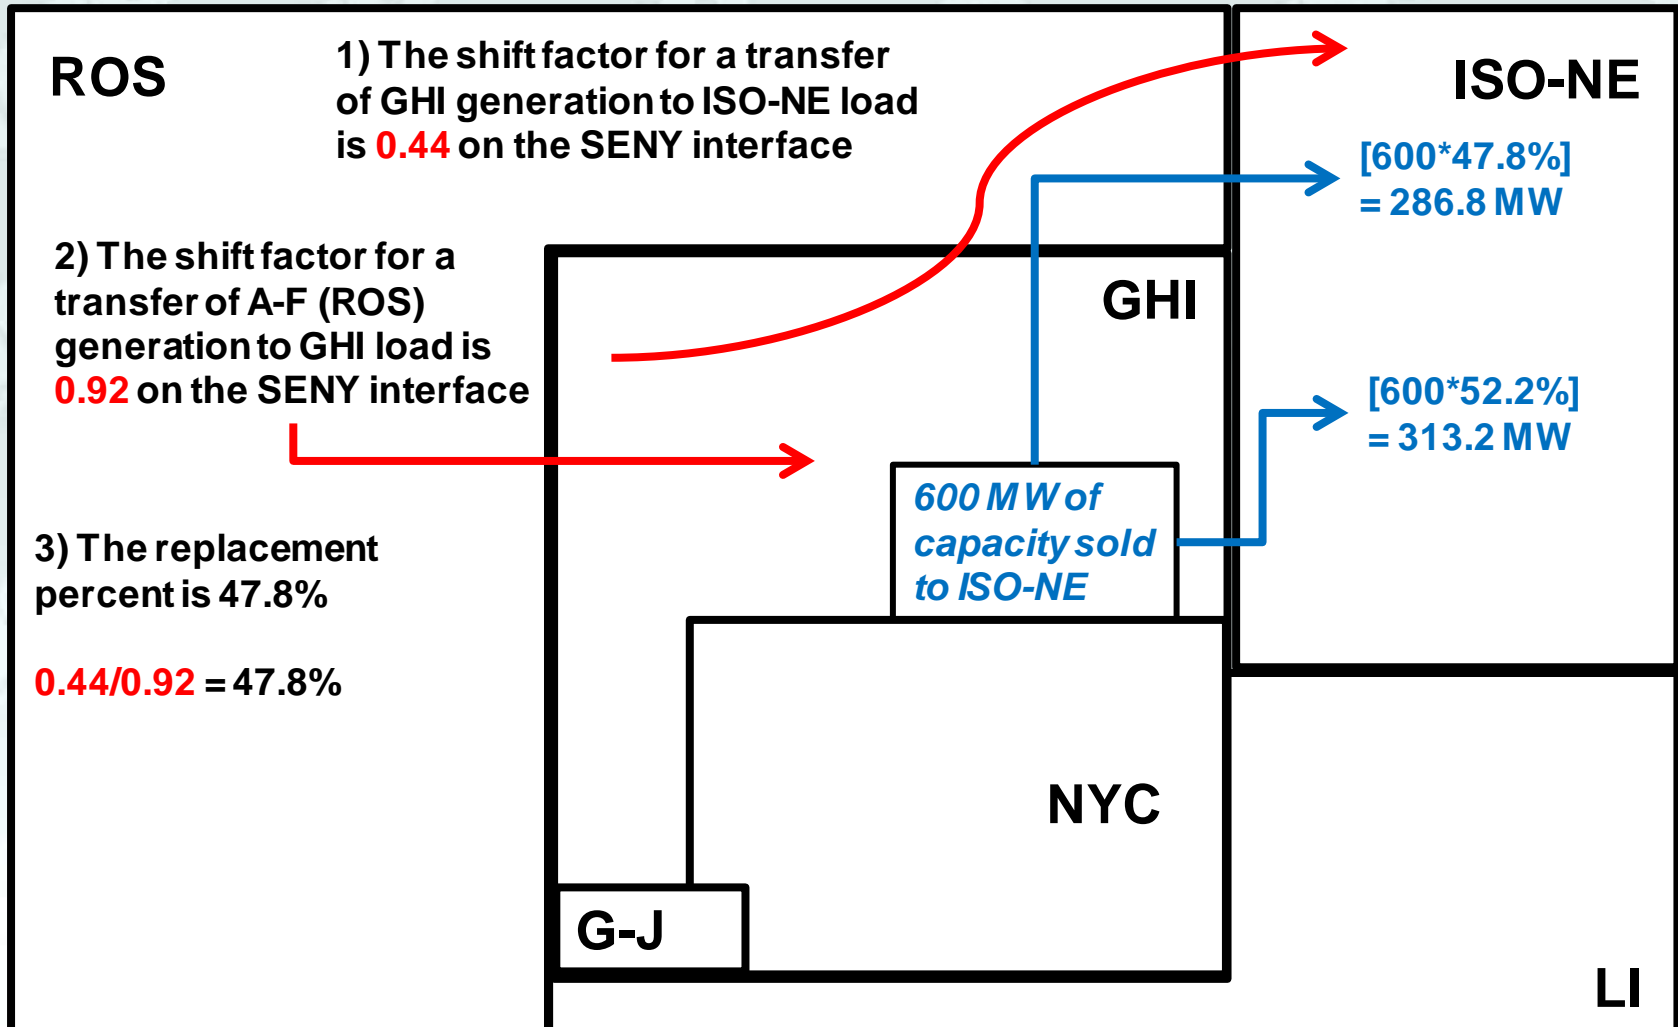 ROS
1) The shift factor for a transfer
of GHI generation to ISO-NE load
is 0.44 on the SENY interface
ISO-NE
[600*47.8%]
= 286.8 MW
2) The shift factor for a
transfer of A-F (ROS)
generation to GHI load is
0.92 on the SENY interface
GHI
[600*52.2%]
= 313.2 MW
600 MW of
capacity sold
to ISO-NE
3) The replacement
percent is 47.8%
0.44/0.92 = 47.8%
NYC
G-J
LI